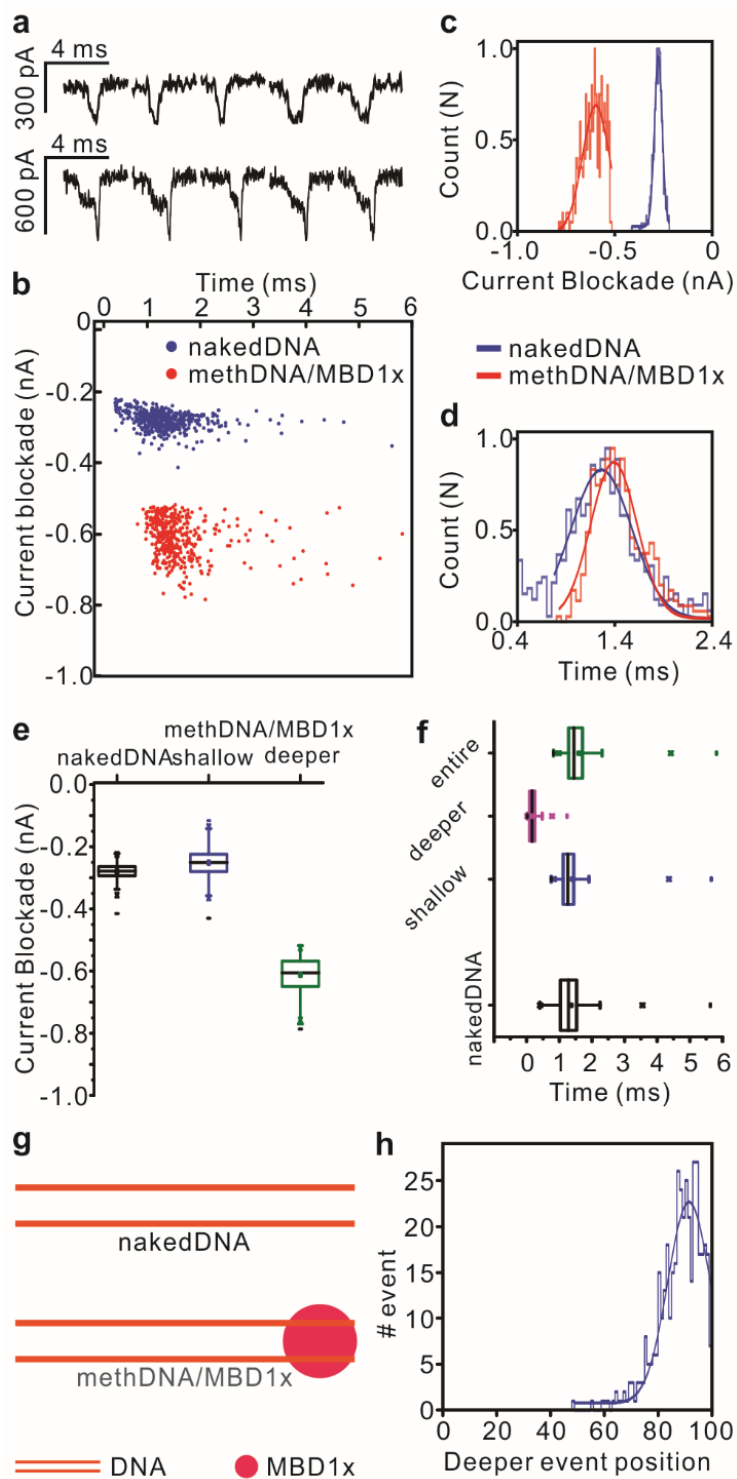 a
4 ms
300 pA
4 ms
600 pA
b
Time (ms)
0 1 2 3 4 5 6
Current blockade (nA)
0
-0.2
-0.4
-0.6
-0.8
-1.0
nakedDNA
methDNA/MBD1x
c
Count (N)
1.0
0.5
0.0
-1.0 -0.5 0
Current Blockade (nA)
nakedDNA
methDNA/MBD1x
d
Count (N)
1.0
0.5
0.0
0.4 1.4 2.4
Time (ms)
e
methDNA/MBD1x
nakedDNA shallow deeper
Current Blockade (nA)
0.0
-0.2
-0.4
-0.6
-0.8
-1.0
f
entire
deeper
shallow
nakedDNA
0 1 2 3 4 5 6
Time (ms)
g
nakedDNA
methDNA/MBD1x
DNA
MBD1x
h
# event
25
20
15
10
5
0
0 20 40 60 80 100
Deeper event position